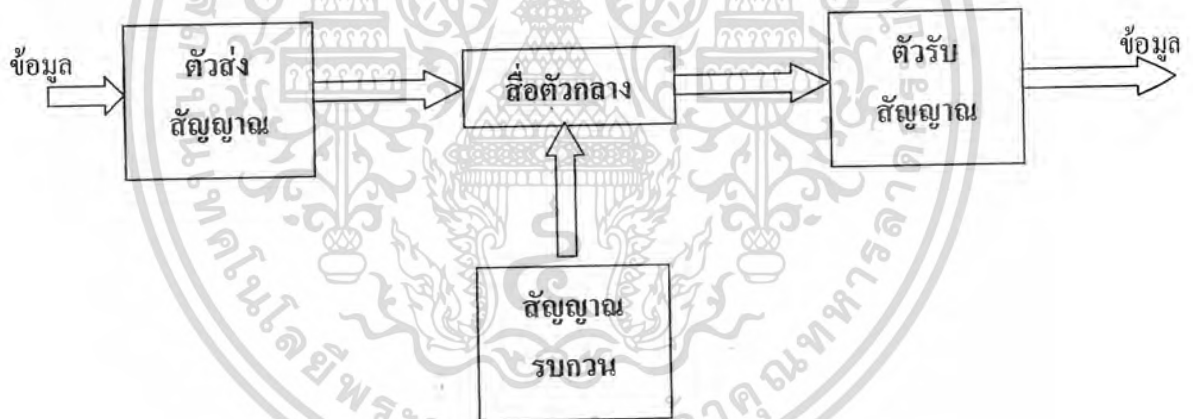 ข้อมูล
ตัวส่ง
สัญญาณ
สื่อตัวกลาง
ตัวรับ
สัญญาณ
ข้อมูล
สัญญาณ
รบกวน